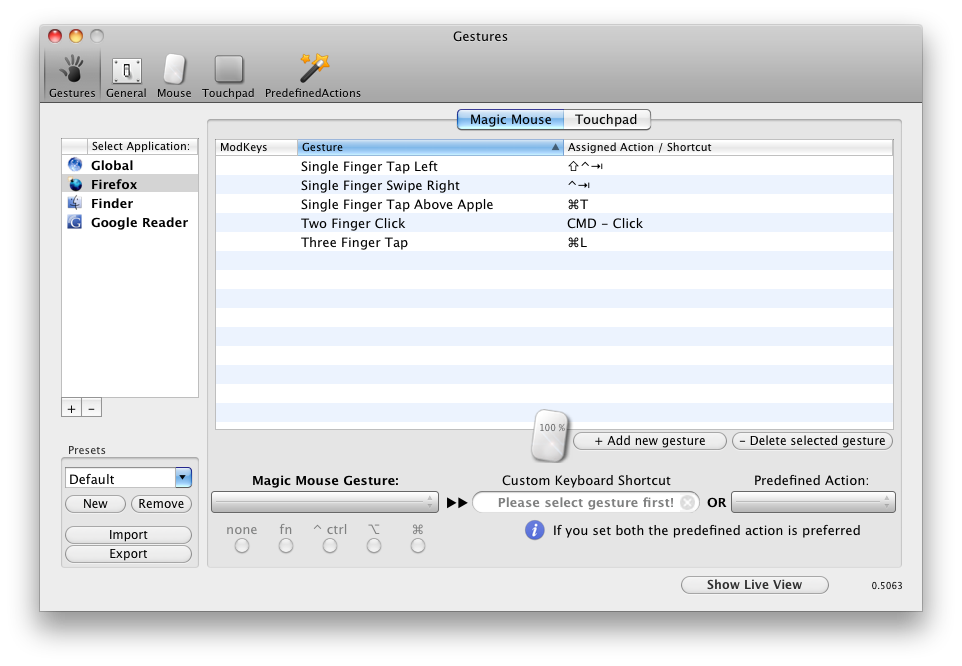 Gestures
Gestures General Mouse Touchpad PredefinedActions
Magic Mouse Touchpad
Select Application:
Global
Firefox
Finder
Google Reader
+ −
ModKeys Gesture Assigned Action / Shortcut
Single Finger Tap Left ⇧^⇥
Single Finger Swipe Right ^⇥
Single Finger Tap Above Apple ⌘T
Two Finger Click CMD - Click
Three Finger Tap ⌘L
100 %
+ Add new gesture - Delete selected gesture
Presets
Default
New Remove
Import
Export
Magic Mouse Gesture: Custom Keyboard Shortcut Predefined Action:
Please select gesture first! OR
none fn ^ ctrl ⌥ ⌘
If you set both the predefined action is preferred
Show Live View 0.5063